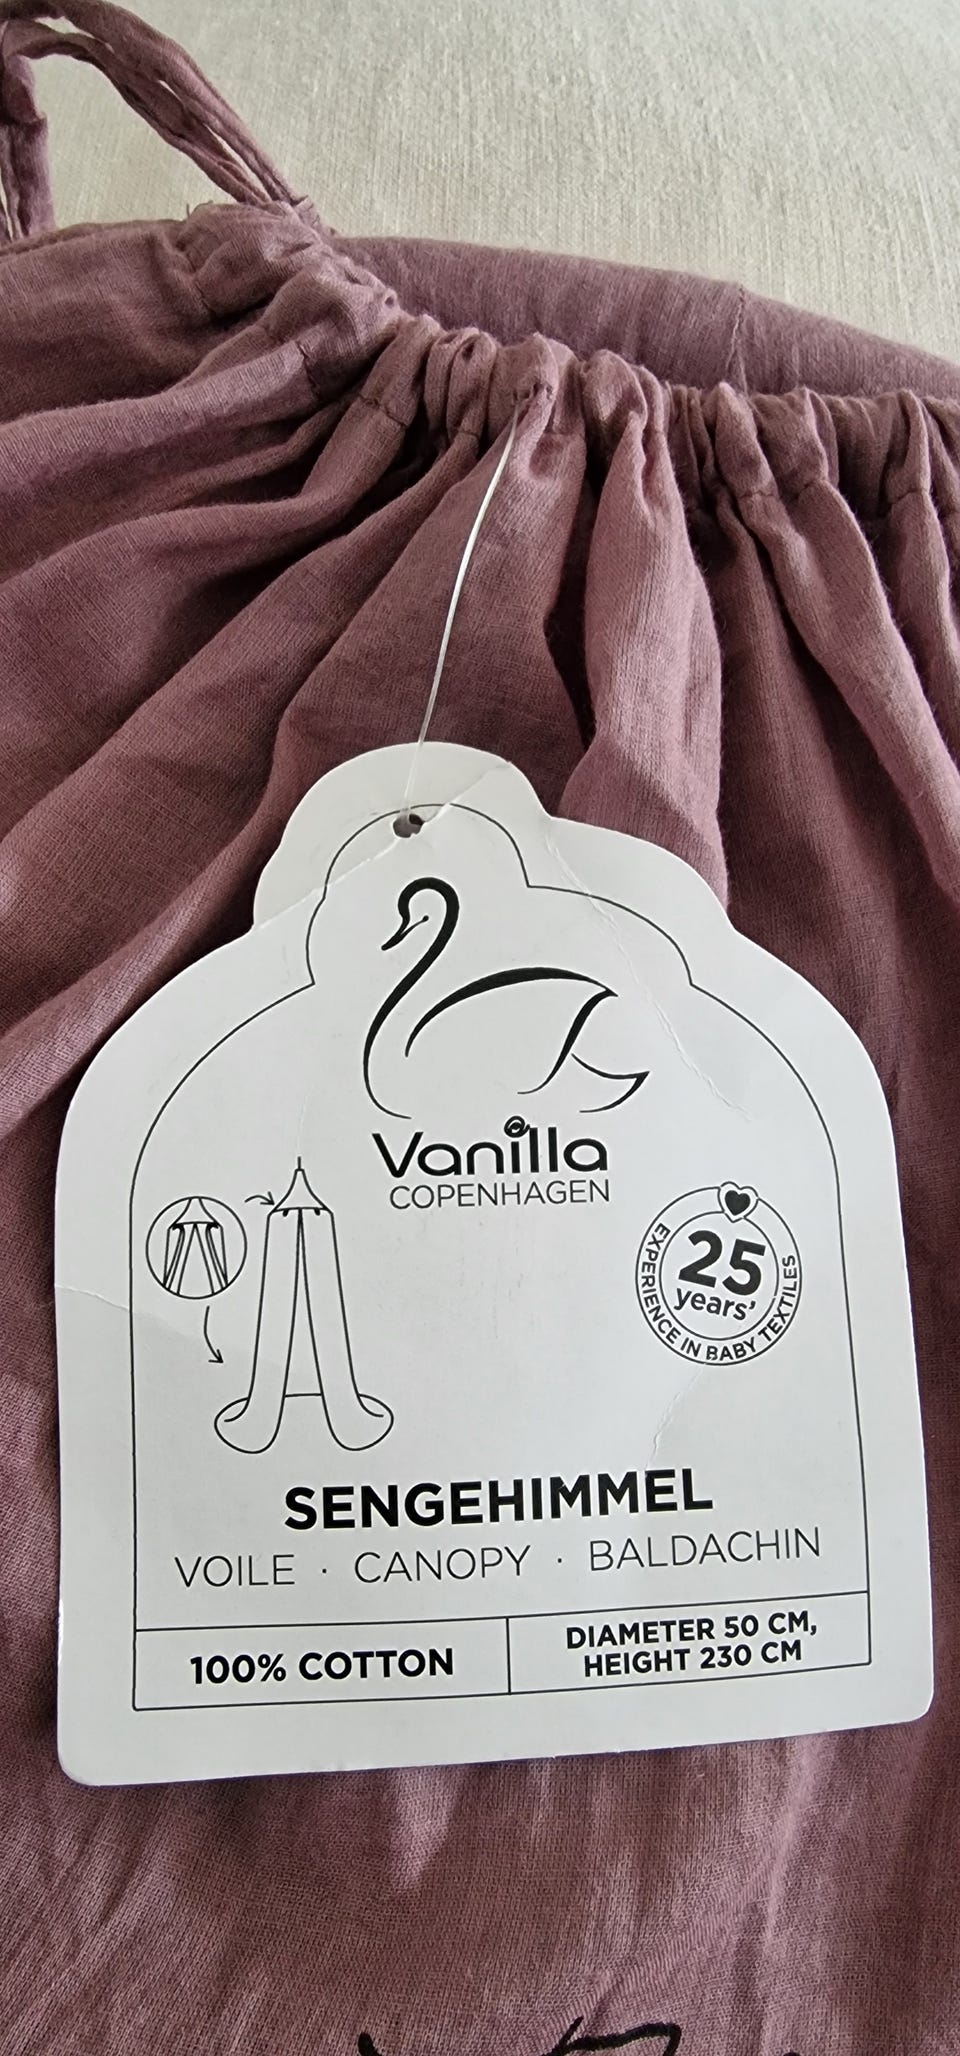 Vanilla
COPENHAGEN
25
years'
EXPERIENCE IN BABY TEXTILES
SENGEHIMMEL
VOILE · CANOPY · BALDACHIN
100% COTTON
DIAMETER 50 CM,
HEIGHT 230 CM